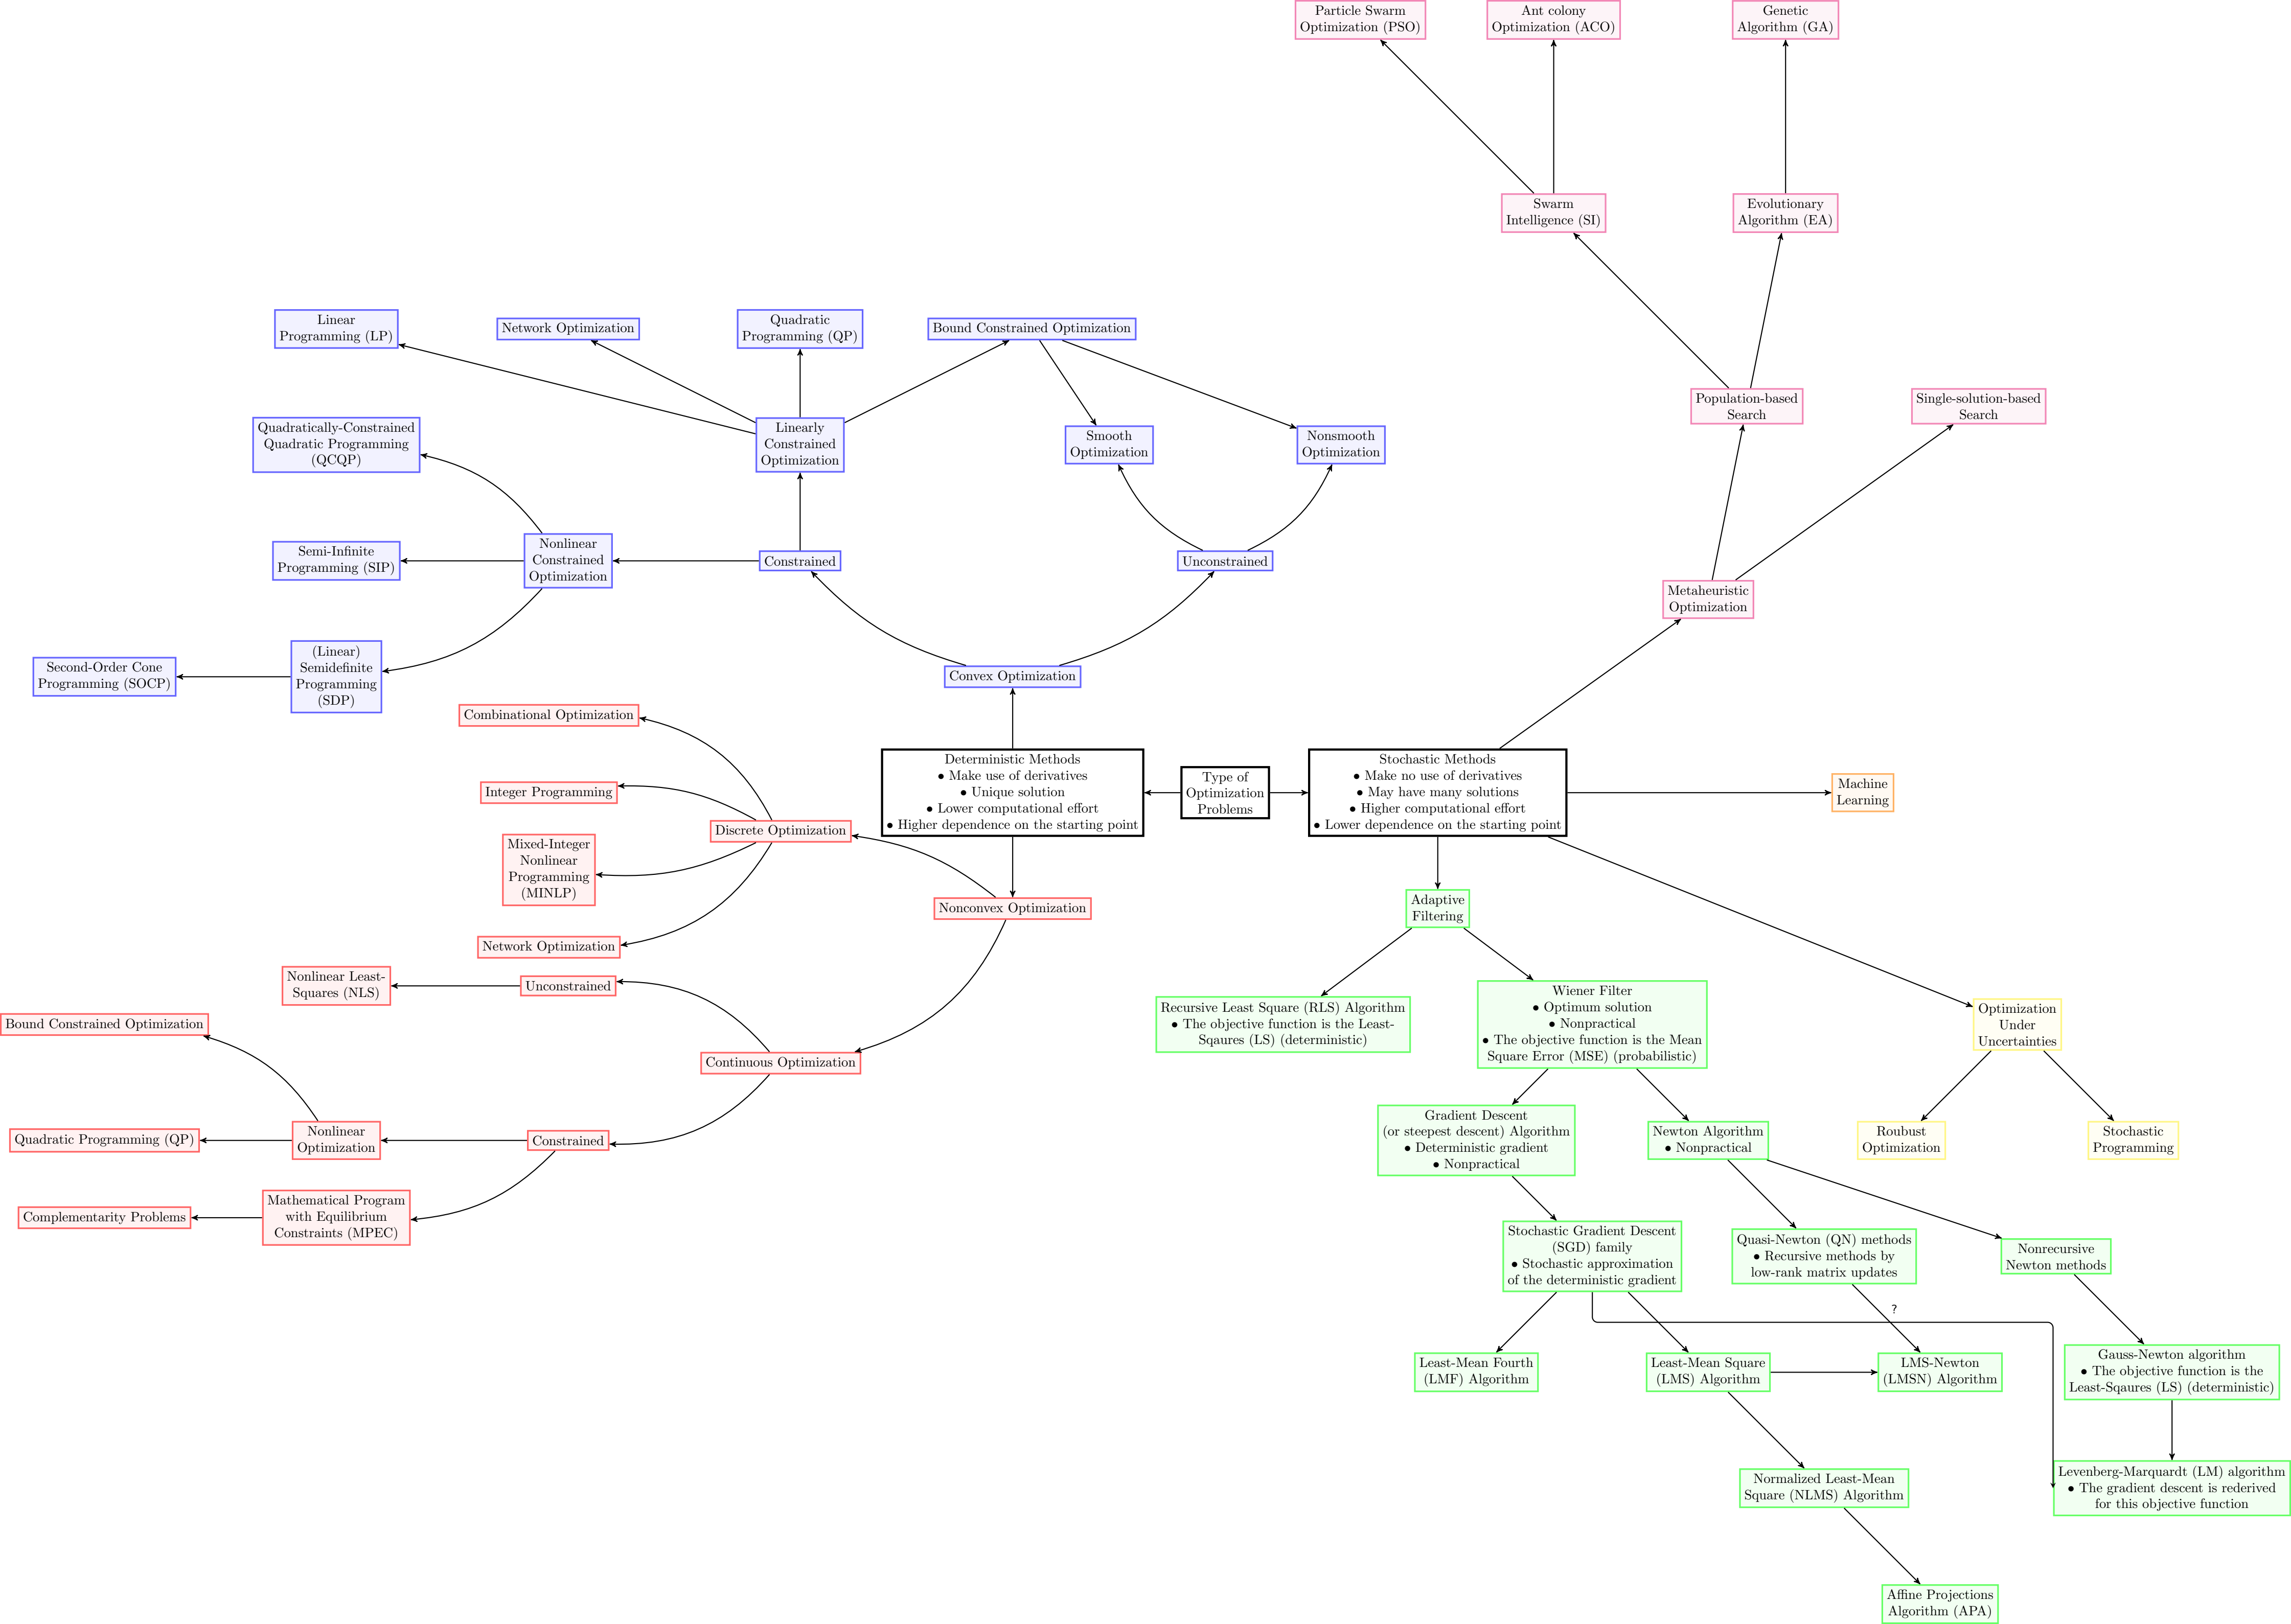 Particle Swarm
Optimization (PSO)
Ant colony
Optimization (ACO)
Genetic
Algorithm (GA)
Swarm
Intelligence (SI)
Evolutionary
Algorithm (EA)
Linear
Programming (LP)
Network Optimization
Quadratic
Programming (QP)
Bound Constrained Optimization
Population-based
Search
Single-solution-based
Search
Quadratically-Constrained
Quadratic Programming
(QCQP)
Linearly
Constrained
Optimization
Smooth
Optimization
Nonsmooth
Optimization
Semi-Infinite
Programming (SIP)
Nonlinear
Constrained
Optimization
Constrained
Unconstrained
Metaheuristic
Optimization
Second-Order Cone
Programming (SOCP)
(Linear)
Semidefinite
Programming
(SDP)
Convex Optimization
Combinational Optimization
Integer Programming
Mixed-Integer
Nonlinear
Programming
(MINLP)
Network Optimization
Discrete Optimization
Deterministic Methods
• Make use of derivatives
• Unique solution
• Lower computational effort
• Higher dependence on the starting point
Type of
Optimization
Problems
Stochastic Methods
• Make no use of derivatives
• May have many solutions
• Higher computational effort
• Lower dependence on the starting point
Machine
Learning
Nonconvex Optimization
Adaptive
Filtering
Nonlinear Least-
Squares (NLS)
Unconstrained
Bound Constrained Optimization
Continuous Optimization
Recursive Least Square (RLS) Algorithm
• The objective function is the Least-
Sqaures (LS) (deterministic)
Wiener Filter
• Optimum solution
• Nonpractical
• The objective function is the Mean
Square Error (MSE) (probabilistic)
Optimization
Under
Uncertainties
Quadratic Programming (QP)
Nonlinear
Optimization
Constrained
Gradient Descent
(or steepest descent) Algorithm
• Deterministic gradient
• Nonpractical
Newton Algorithm
• Nonpractical
Roubust
Optimization
Stochastic
Programming
Complementarity Problems
Mathematical Program
with Equilibrium
Constraints (MPEC)
Stochastic Gradient Descent
(SGD) family
• Stochastic approximation
of the deterministic gradient
Quasi-Newton (QN) methods
• Recursive methods by
low-rank matrix updates
Nonrecursive
Newton methods
?
Least-Mean Fourth
(LMF) Algorithm
Least-Mean Square
(LMS) Algorithm
LMS-Newton
(LMSN) Algorithm
Gauss-Newton algorithm
• The objective function is the
Least-Sqaures (LS) (deterministic)
Normalized Least-Mean
Square (NLMS) Algorithm
Levenberg-Marquardt (LM) algorithm
• The gradient descent is rederived
for this objective function
Affine Projections
Algorithm (APA)